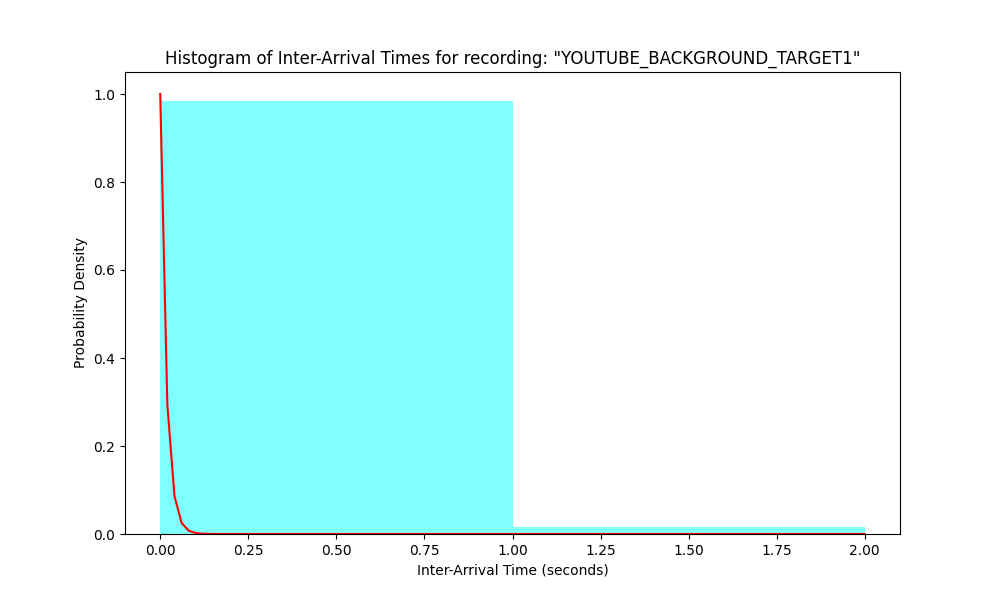 Histogram of Inter-Arrival Times for recording: "YOUTUBE_BACKGROUND_TARGET1"
Probability Density
1.0
0.8
0.6
0.4
0.2
0.0
0.00 0.25 0.50 0.75 1.00 1.25 1.50 1.75 2.00
Inter-Arrival Time (seconds)